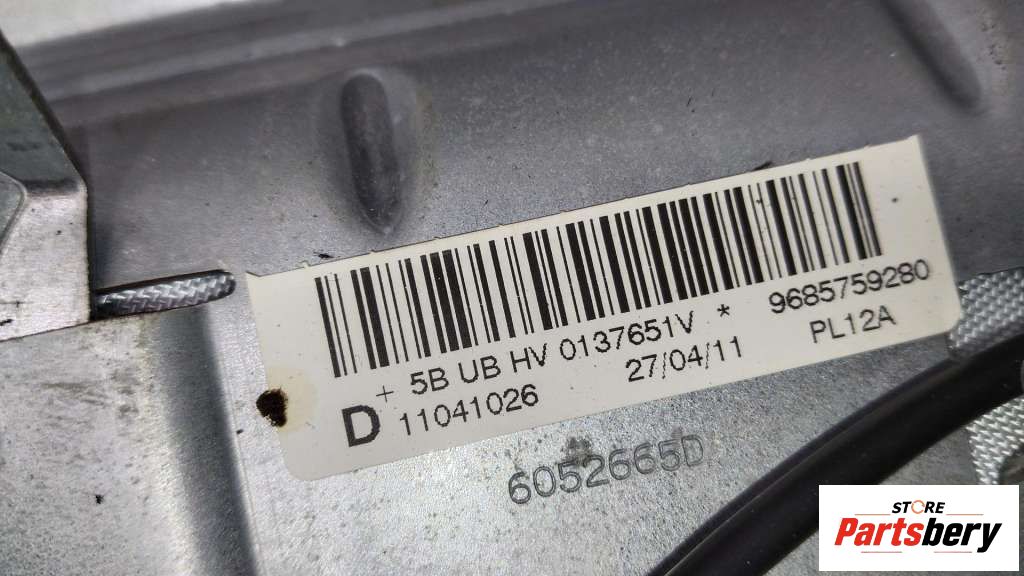 + 5B UB HV 0137651V * 9685759280
D 11041026 27/04/11 PL12A
6052665D
STORE
Partsbery